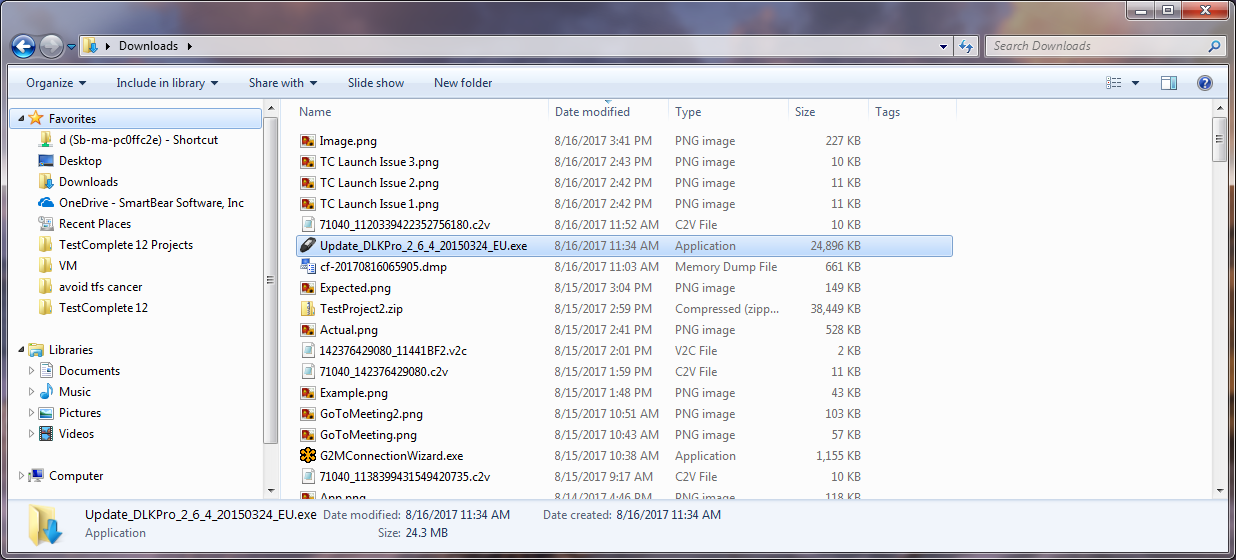 Downloads
Search Downloads
Organize Include in library Share with Slide show New folder
Favorites
d (Sb-ma-pc0ffc2e) - Shortcut
Desktop
Downloads
OneDrive - SmartBear Software, Inc
Recent Places
TestComplete 12 Projects
VM
avoid tfs cancer
TestComplete 12
Libraries
Documents
Music
Pictures
Videos
Computer
Name Date modified Type Size Tags
Image.png 8/16/2017 3:41 PM PNG image 227 KB
TC Launch Issue 3.png 8/16/2017 2:43 PM PNG image 10 KB
TC Launch Issue 2.png 8/16/2017 2:42 PM PNG image 11 KB
TC Launch Issue 1.png 8/16/2017 2:42 PM PNG image 11 KB
71040_1120339422352756180.c2v 8/16/2017 11:52 AM C2V File 10 KB
Update_DLKPro_2_6_4_20150324_EU.exe 8/16/2017 11:34 AM Application 24,896 KB
cf-20170816065905.dmp 8/16/2017 11:03 AM Memory Dump File 661 KB
Expected.png 8/15/2017 3:04 PM PNG image 149 KB
TestProject2.zip 8/15/2017 2:59 PM Compressed (zipp... 38,449 KB
Actual.png 8/15/2017 2:41 PM PNG image 528 KB
142376429080_11441BF2.v2c 8/15/2017 2:01 PM V2C File 2 KB
71040_142376429080.c2v 8/15/2017 1:59 PM C2V File 11 KB
Example.png 8/15/2017 1:48 PM PNG image 43 KB
GoToMeeting2.png 8/15/2017 10:51 AM PNG image 103 KB
GoToMeeting.png 8/15/2017 10:43 AM PNG image 57 KB
G2MConnectionWizard.exe 8/15/2017 10:38 AM Application 1,155 KB
71040_1138399431549420735.c2v 8/15/2017 9:17 AM C2V File 11 KB
App.png 8/14/2017 4:46 PM PNG image 118 KB
Update_DLKPro_2_6_4_20150324_EU.exe Date modified: 8/16/2017 11:34 AM Date created: 8/16/2017 11:34 AM
Application Size: 24.3 MB